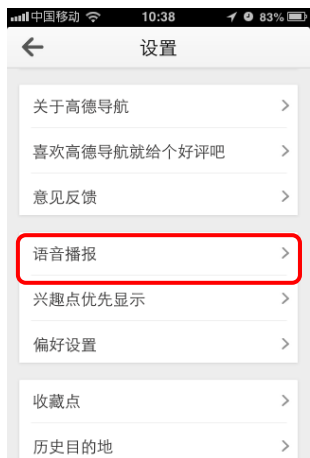 中国移动 10:38 83%
设置
关于高德导航
喜欢高德导航就给个好评吧
意见反馈
语音播报
兴趣点优先显示
偏好设置
收藏点
历史目的地